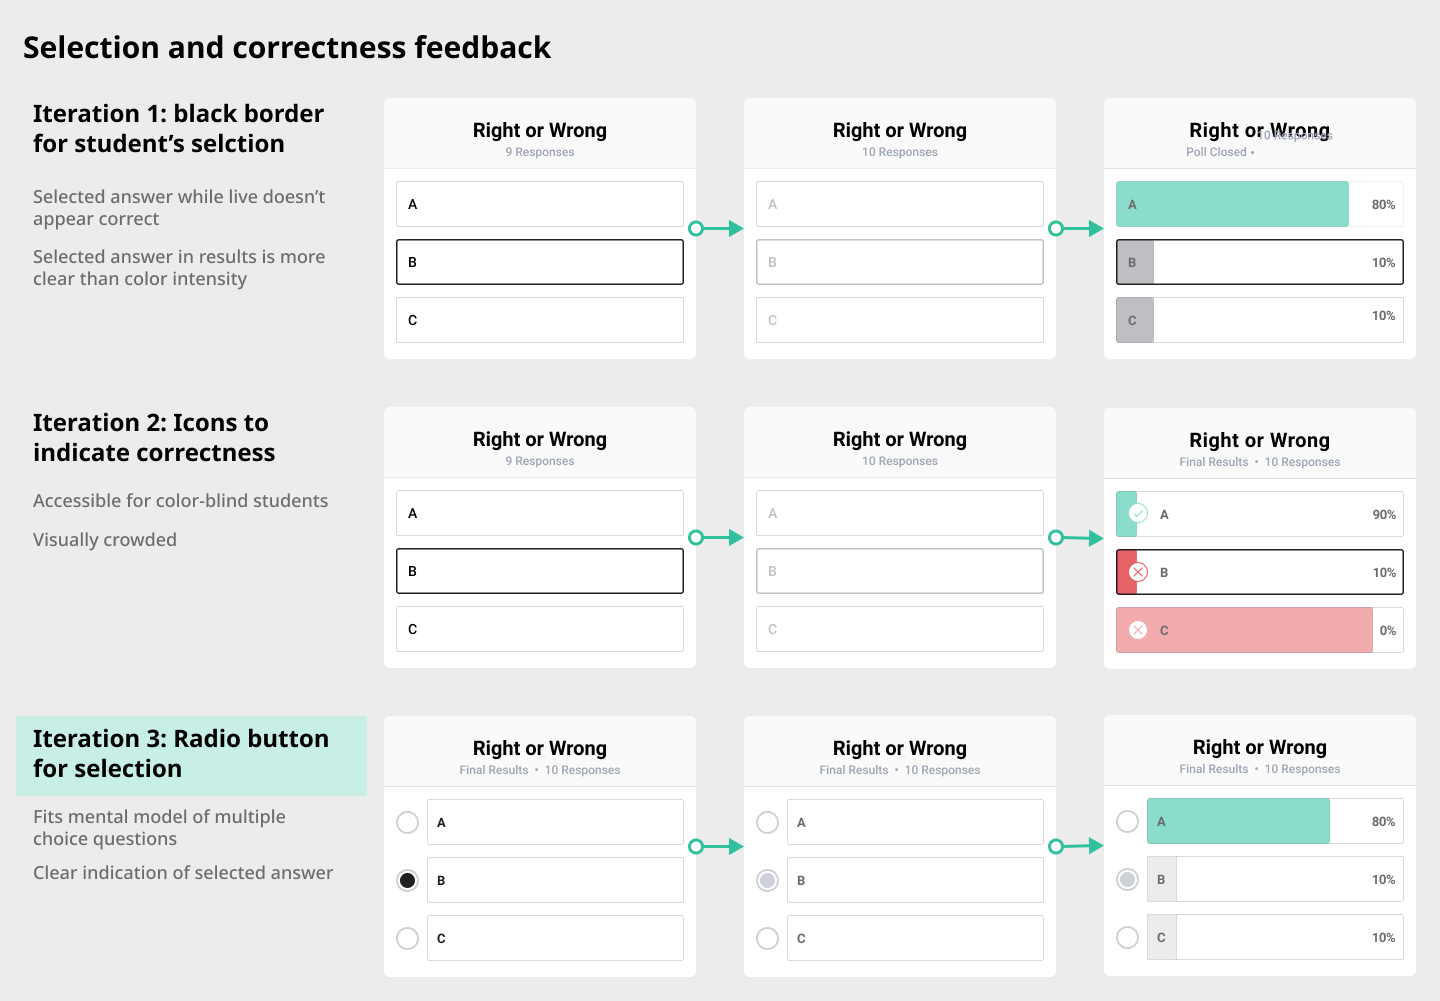 Selection and correctness feedback
Iteration 1: black border
for student’s selction
Selected answer while live doesn’t
appear correct
Selected answer in results is more
clear than color intensity
Right or Wrong
9 Responses
A
B
C
Right or Wrong
10 Responses
A
B
C
Right or Wrong
10 Responses
Poll Closed •
A 80%
B 10%
C 10%
Iteration 2: Icons to
indicate correctness
Accessible for color-blind students
Visually crowded
Right or Wrong
9 Responses
A
B
C
Right or Wrong
10 Responses
A
B
C
Right or Wrong
Final Results • 10 Responses
A 90%
B 10%
C 0%
Iteration 3: Radio button
for selection
Fits mental model of multiple
choice questions
Clear indication of selected answer
Right or Wrong
Final Results • 10 Responses
A
B
C
Right or Wrong
Final Results • 10 Responses
A
B
C
Right or Wrong
Final Results • 10 Responses
A 80%
B 10%
C 10%